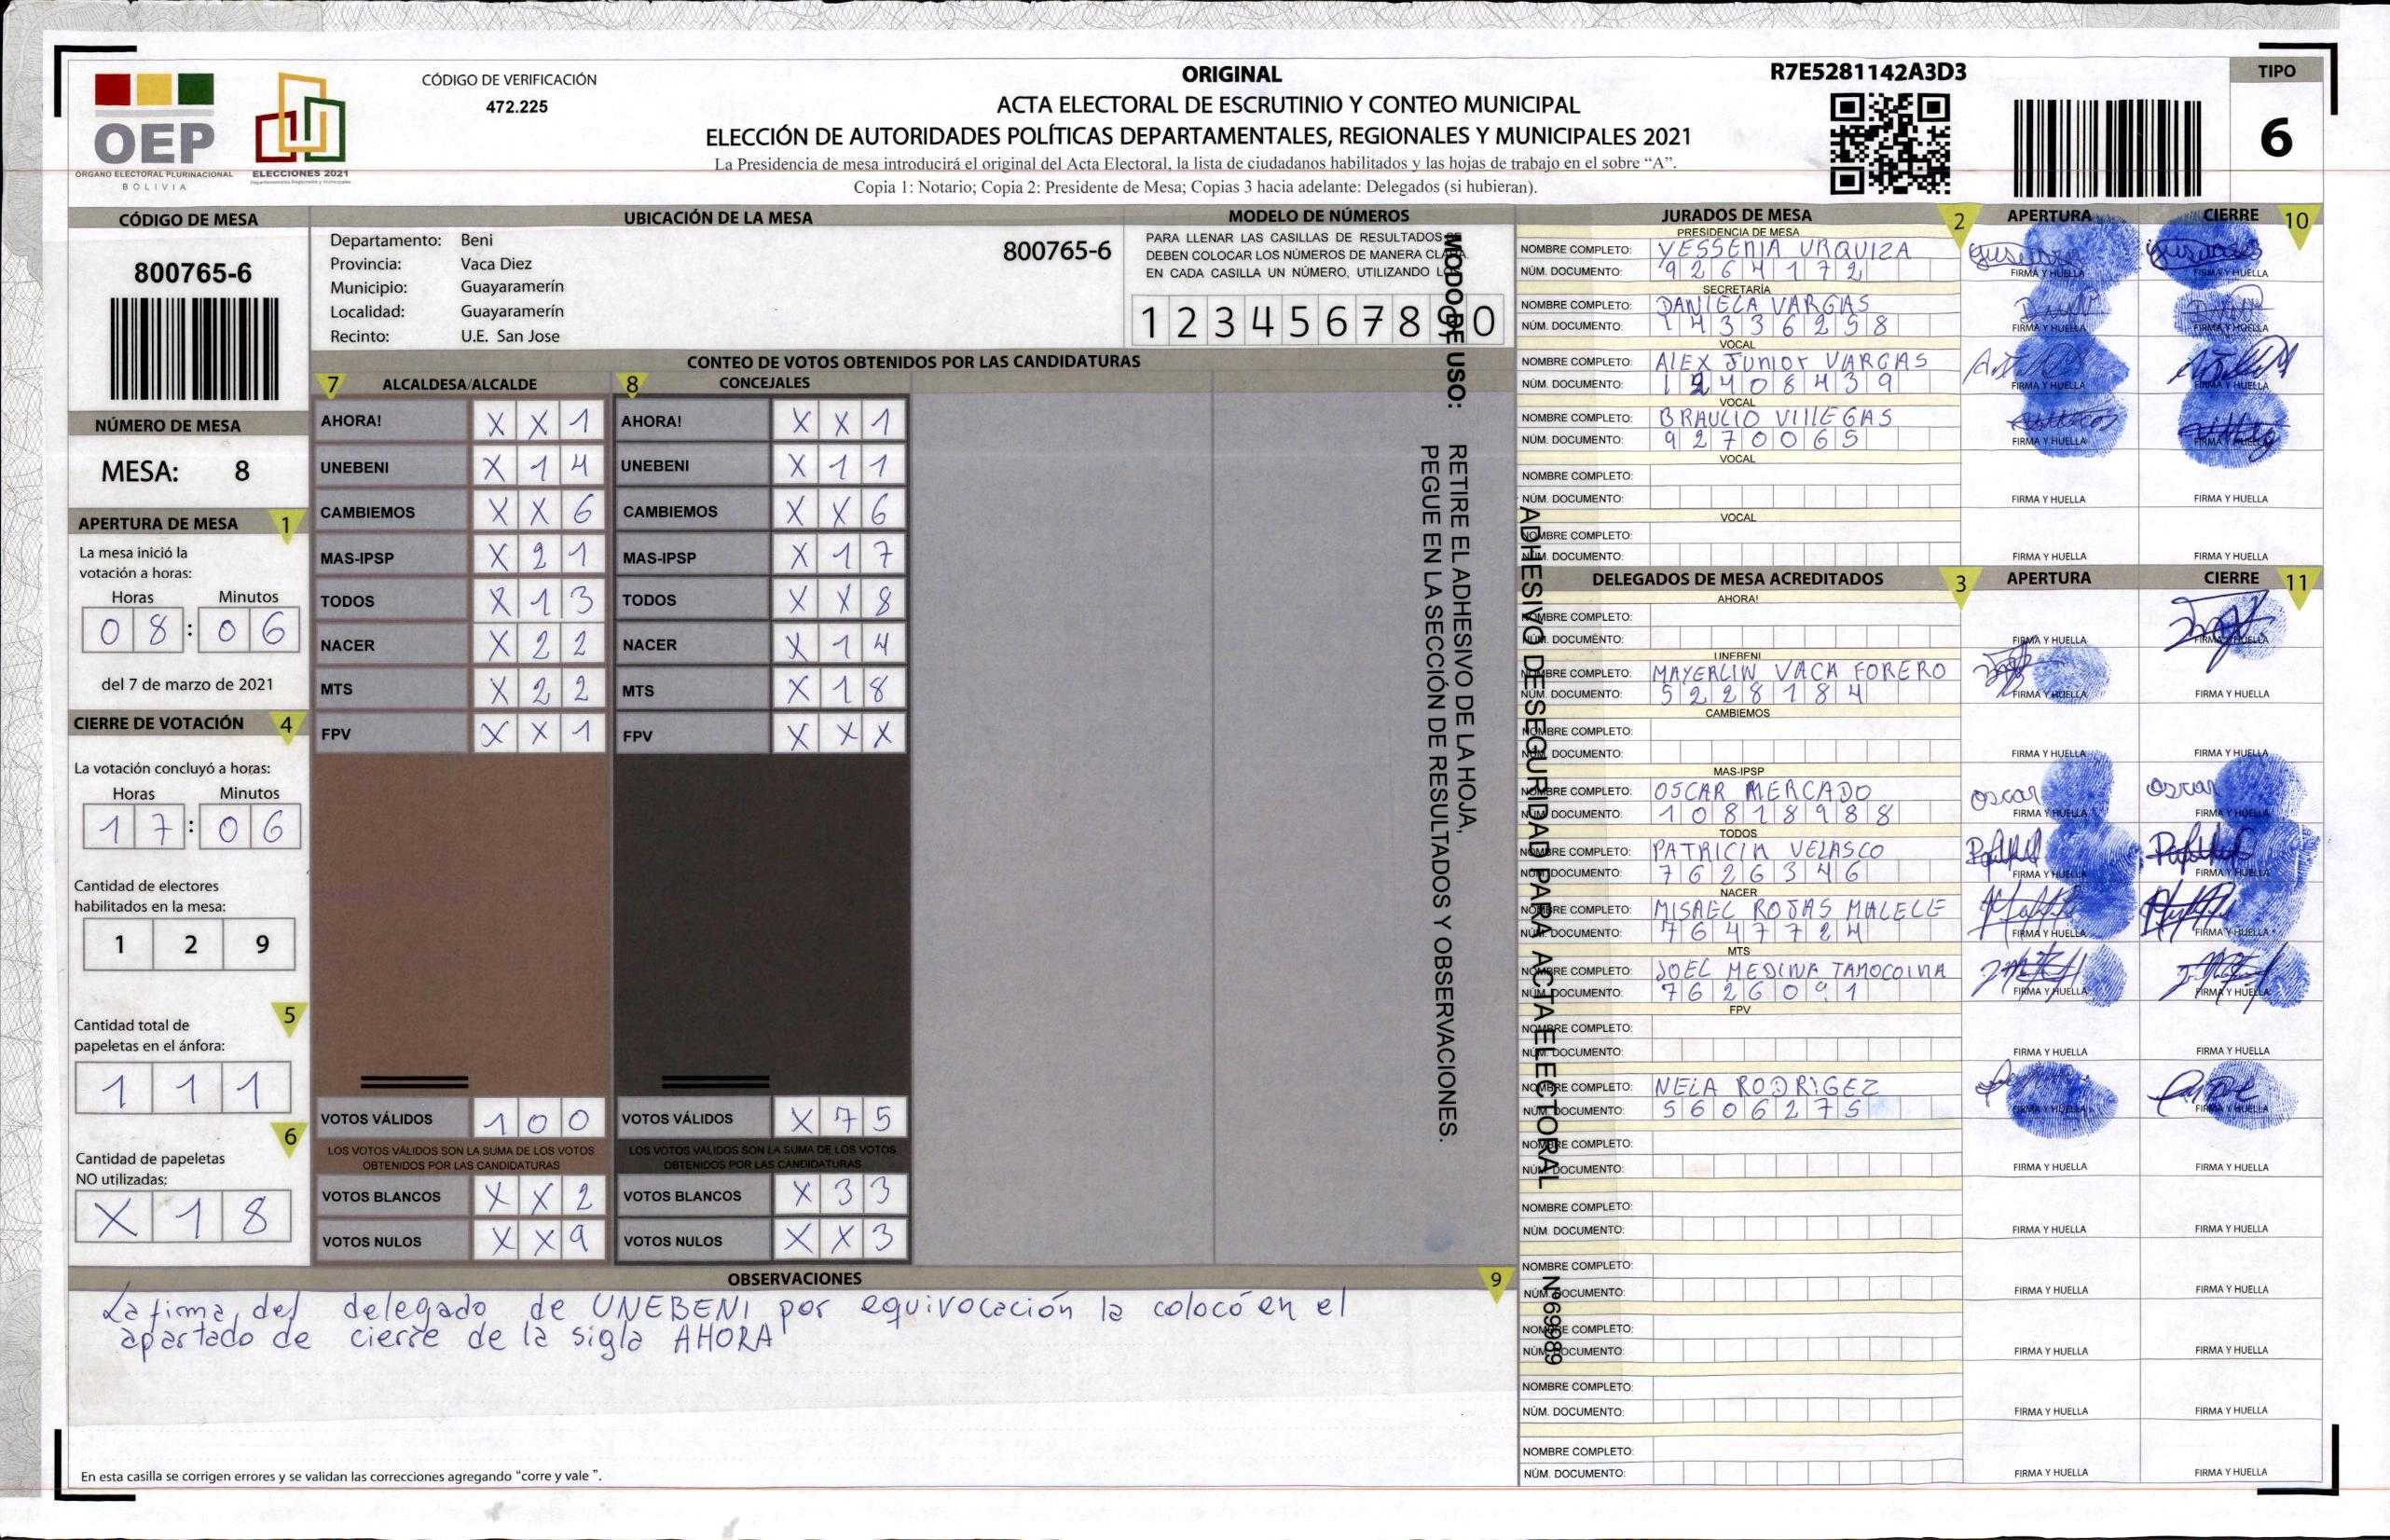 OEP
ÓRGANO ELECTORAL PLURINACIONAL
BOLIVIA
ELECCIONES 2021
CÓDIGO DE VERIFICACIÓN
472.225
ORIGINAL
ACTA ELECTORAL DE ESCRUTINIO Y CONTEO MUNICIPAL
ELECCIÓN DE AUTORIDADES POLÍTICAS DEPARTAMENTALES, REGIONALES Y MUNICIPALES 2021
La Presidencia de mesa introducirá el original del Acta Electoral, la lista de ciudadanos habilitados y las hojas de trabajo en el sobre “A”.
Copia 1: Notario; Copia 2: Presidente de Mesa; Copias 3 hacia adelante: Delegados (si hubieran).
R7E5281142A3D3
TIPO
6
CÓDIGO DE MESA
800765-6
NÚMERO DE MESA
MESA: 8
APERTURA DE MESA 1
La mesa inició la
votación a horas:
Horas Minutos
0 8 : 0 6
del 7 de marzo de 2021
CIERRE DE VOTACIÓN 4
La votación concluyó a horas:
Horas Minutos
1 7 : 0 6
Cantidad de electores
habilitados en la mesa:
1 2 9
5
Cantidad total de
papeletas en el ánfora:
1 1 1
6
Cantidad de papeletas
NO utilizadas:
X 1 8
UBICACIÓN DE LA MESA
Departamento: Beni
Provincia: Vaca Diez
Municipio: Guayaramerín
Localidad: Guayaramerín
Recinto: U.E. San Jose
800765-6
MODELO DE NÚMEROS
PARA LLENAR LAS CASILLAS DE RESULTADOS
DEBEN COLOCAR LOS NÚMEROS DE MANERA
EN CADA CASILLA UN NÚMERO, UTILIZANDO
1 2 3 4 5 6 7 8 9 0
CONTEO DE VOTOS OBTENIDOS POR LAS CANDIDATURAS
7 ALCALDESA/ALCALDE
AHORA! X X 1
UNEBENI X 1 4
CAMBIEMOS X X 6
MAS-IPSP X 2 1
TODOS X 1 3
NACER X 2 2
MTS X 2 2
FPV X X 1
VOTOS VÁLIDOS 1 0 0
LOS VOTOS VÁLIDOS SON LA SUMA DE LOS VOTOS
OBTENIDOS POR LAS CANDIDATURAS
VOTOS BLANCOS X X 2
VOTOS NULOS X X 9
8 CONCEJALES
AHORA! X X 1
UNEBENI X 1 1
CAMBIEMOS X X 6
MAS-IPSP X 1 7
TODOS X X 8
NACER X 1 4
MTS X 1 8
FPV X X X
VOTOS VÁLIDOS X 7 5
LOS VOTOS VÁLIDOS SON LA SUMA DE LOS VOTOS
OBTENIDOS POR LAS CANDIDATURAS
VOTOS BLANCOS X 3 3
VOTOS NULOS X X 3
MODO DE USO: RETIRE EL ADHESIVO DE LA HOJA,
PEGUE EN LA SECCIÓN DE RESULTADOS Y OBSERVACIONES.
ADHESIVO DE SEGURIDAD PARA ACTA ELECTORAL
OBSERVACIONES 9
La firma del delegado de UNEBENI por equivocación la colocó en el
apartado de cierre de la sigla AHORA
En esta casilla se corrigen errores y se validan las correcciones agregando “corre y vale”.
JURADOS DE MESA 2 APERTURA CIERRE 10
PRESIDENCIA DE MESA
NOMBRE COMPLETO: YESSENIA URQUIZA
NÚM. DOCUMENTO: 9264172 FIRMA Y HUELLA FIRMA Y HUELLA
SECRETARÍA
NOMBRE COMPLETO: DANIELA VARGAS
NÚM. DOCUMENTO: 14336258 FIRMA Y HUELLA FIRMA Y HUELLA
VOCAL
NOMBRE COMPLETO: ALEX JUNIOR VARGAS
NÚM. DOCUMENTO: 12408439 FIRMA Y HUELLA FIRMA Y HUELLA
VOCAL
NOMBRE COMPLETO: BRAULIO VILLEGAS
NÚM. DOCUMENTO: 9270065 FIRMA Y HUELLA FIRMA Y HUELLA
VOCAL
NOMBRE COMPLETO:
NÚM. DOCUMENTO: FIRMA Y HUELLA FIRMA Y HUELLA
VOCAL
NOMBRE COMPLETO:
NÚM. DOCUMENTO: FIRMA Y HUELLA FIRMA Y HUELLA
DELEGADOS DE MESA ACREDITADOS 3 APERTURA CIERRE 11
AHORA!
NOMBRE COMPLETO:
NÚM. DOCUMENTO: FIRMA Y HUELLA FIRMA Y HUELLA
UNEBENI
NOMBRE COMPLETO: MAYERLIN VACA FORERO
NÚM. DOCUMENTO: 5228184 FIRMA Y HUELLA FIRMA Y HUELLA
CAMBIEMOS
NOMBRE COMPLETO:
NÚM. DOCUMENTO: FIRMA Y HUELLA FIRMA Y HUELLA
MAS-IPSP
NOMBRE COMPLETO: OSCAR MERCADO
NÚM. DOCUMENTO: 10818988 Oscar FIRMA Y HUELLA Oscar FIRMA Y HUELLA
TODOS
NOMBRE COMPLETO: PATRICIA VELASCO
NÚM. DOCUMENTO: 7626346 FIRMA Y HUELLA FIRMA Y HUELLA
NACER
NOMBRE COMPLETO: MISAEL ROJAS MALELE
NÚM. DOCUMENTO: 7647724 FIRMA Y HUELLA FIRMA Y HUELLA
MTS
NOMBRE COMPLETO: JOEL MEDINA TAMOCOINA
NÚM. DOCUMENTO: 7626091 FIRMA Y HUELLA FIRMA Y HUELLA
FPV
NOMBRE COMPLETO:
NÚM. DOCUMENTO: FIRMA Y HUELLA FIRMA Y HUELLA
NOMBRE COMPLETO: NELA RODRIGEZ
NÚM. DOCUMENTO: 5606275 FIRMA Y HUELLA FIRMA Y HUELLA
NOMBRE COMPLETO:
NÚM. DOCUMENTO: FIRMA Y HUELLA FIRMA Y HUELLA
NOMBRE COMPLETO:
NÚM. DOCUMENTO: FIRMA Y HUELLA FIRMA Y HUELLA
NOMBRE COMPLETO:
NÚM. DOCUMENTO: FIRMA Y HUELLA FIRMA Y HUELLA
NOMBRE COMPLETO:
NÚM. DOCUMENTO: FIRMA Y HUELLA FIRMA Y HUELLA
NOMBRE COMPLETO:
NÚM. DOCUMENTO: FIRMA Y HUELLA FIRMA Y HUELLA
NOMBRE COMPLETO:
NÚM. DOCUMENTO: FIRMA Y HUELLA FIRMA Y HUELLA